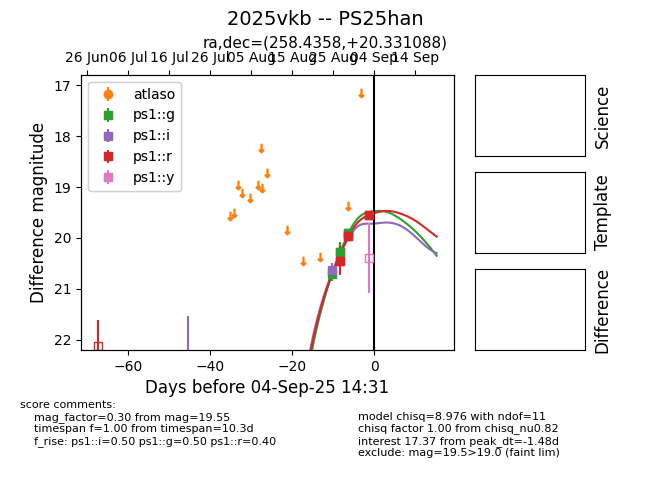 2025vkb -- PS25han
ra,dec=(258.4358,+20.331088)
26 Jun 06 Jul 16 Jul 26 Jul 05 Aug 15 Aug 25 Aug 04 Sep 14 Sep
17
18
19
20
21
22
Difference magnitude
atlaso
ps1::g
ps1::i
ps1::r
ps1::y
Science
Template
Difference
−60 −40 −20 0
Days before 04-Sep-25 14:31
score comments:
mag_factor=0.30 from mag=19.55
timespan f=1.00 from timespan=10.3d
f_rise: ps1::i=0.50 ps1::g=0.50 ps1::r=0.40
model chisq=8.976 with ndof=11
chisq factor 1.00 from chisq_nu0.82
interest 17.37 from peak_dt=-1.48d
exclude: mag=19.5>19.0 (faint lim)